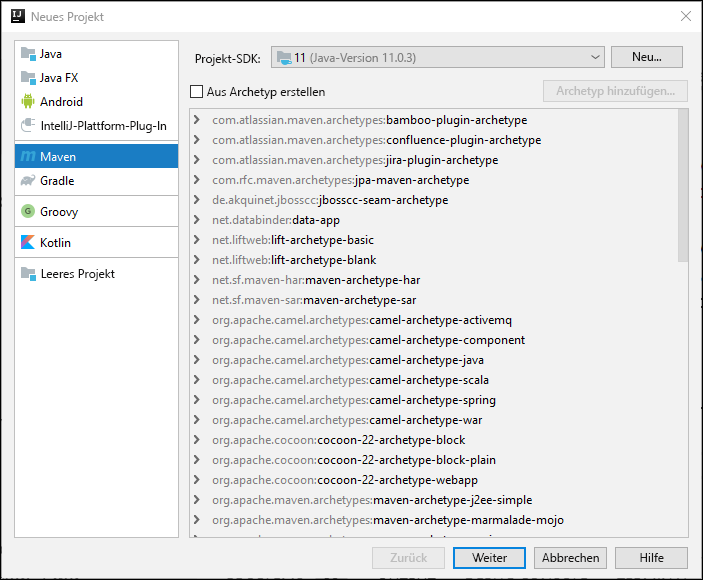 Neues Projekt
Java
Java FX
Android
IntelliJ-Plattform-Plug-In
Maven
Gradle
Groovy
Kotlin
Leeres Projekt
Projekt-SDK: 11 (Java-Version 11.0.3) Neu...
Aus Archetyp erstellen Archetyp hinzufügen...
com.atlassian.maven.archetypes:bamboo-plugin-archetype
com.atlassian.maven.archetypes:confluence-plugin-archetype
com.atlassian.maven.archetypes:jira-plugin-archetype
com.rfc.maven.archetypes:jpa-maven-archetype
de.akquinet.jbosscc:jbosscc-seam-archetype
net.databinder:data-app
net.liftweb:lift-archetype-basic
net.liftweb:lift-archetype-blank
net.sf.maven-har:maven-archetype-har
net.sf.maven-sar:maven-archetype-sar
org.apache.camel.archetypes:camel-archetype-activemq
org.apache.camel.archetypes:camel-archetype-component
org.apache.camel.archetypes:camel-archetype-java
org.apache.camel.archetypes:camel-archetype-scala
org.apache.camel.archetypes:camel-archetype-spring
org.apache.camel.archetypes:camel-archetype-war
org.apache.cocoon:cocoon-22-archetype-block
org.apache.cocoon:cocoon-22-archetype-block-plain
org.apache.cocoon:cocoon-22-archetype-webapp
org.apache.maven.archetypes:maven-archetype-j2ee-simple
org.apache.maven.archetypes:maven-archetype-marmalade-mojo
Zurück Weiter Abbrechen Hilfe